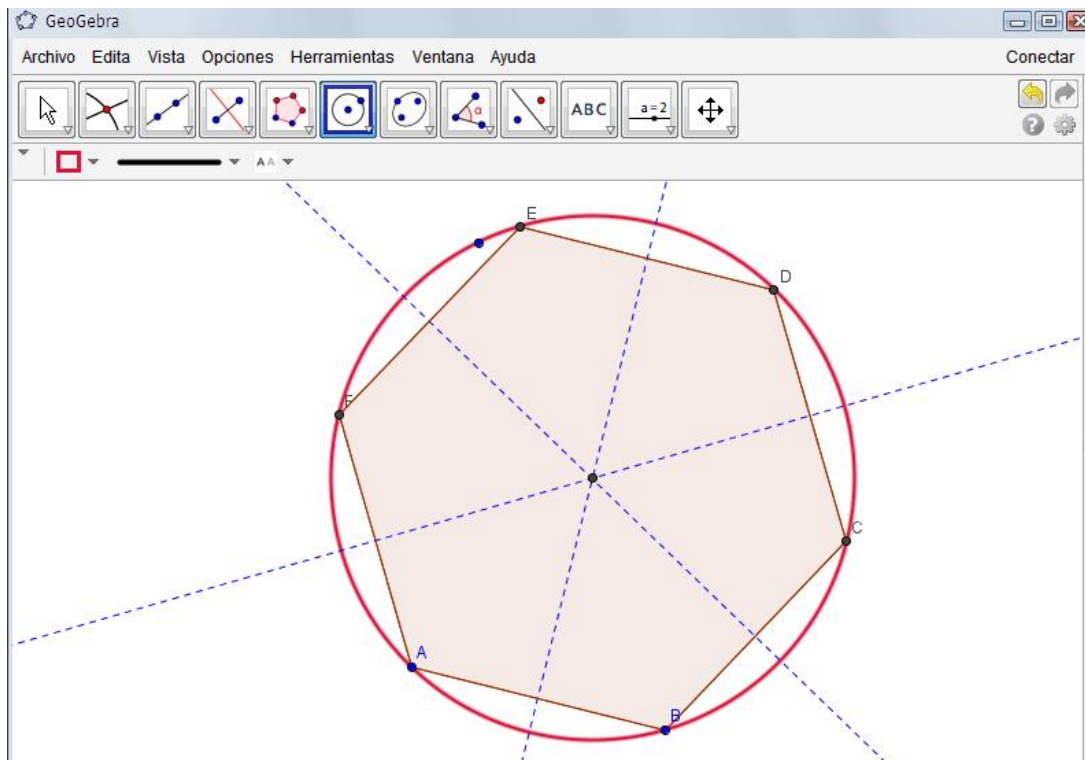 GeoGebra
Archivo Edita Vista Opciones Herramientas Ventana Ayuda Conectar
α ABC a=2
A A
E
D
F
C
A
B